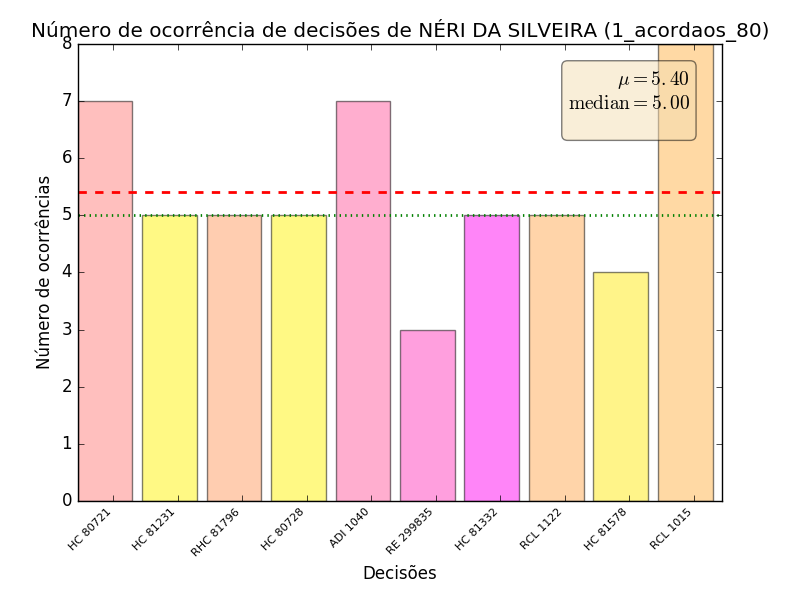 Número de ocorrência de decisões de NÉRI DA SILVEIRA (1_acordaos_80)
μ = 5.40
median = 5.00
Número de ocorrências
8
7
6
5
4
3
2
1
0
HC 80721
HC 81231
RHC 81796
HC 80728
ADI 1040
RE 299835
HC 81332
RCL 1122
HC 81578
RCL 1015
Decisões